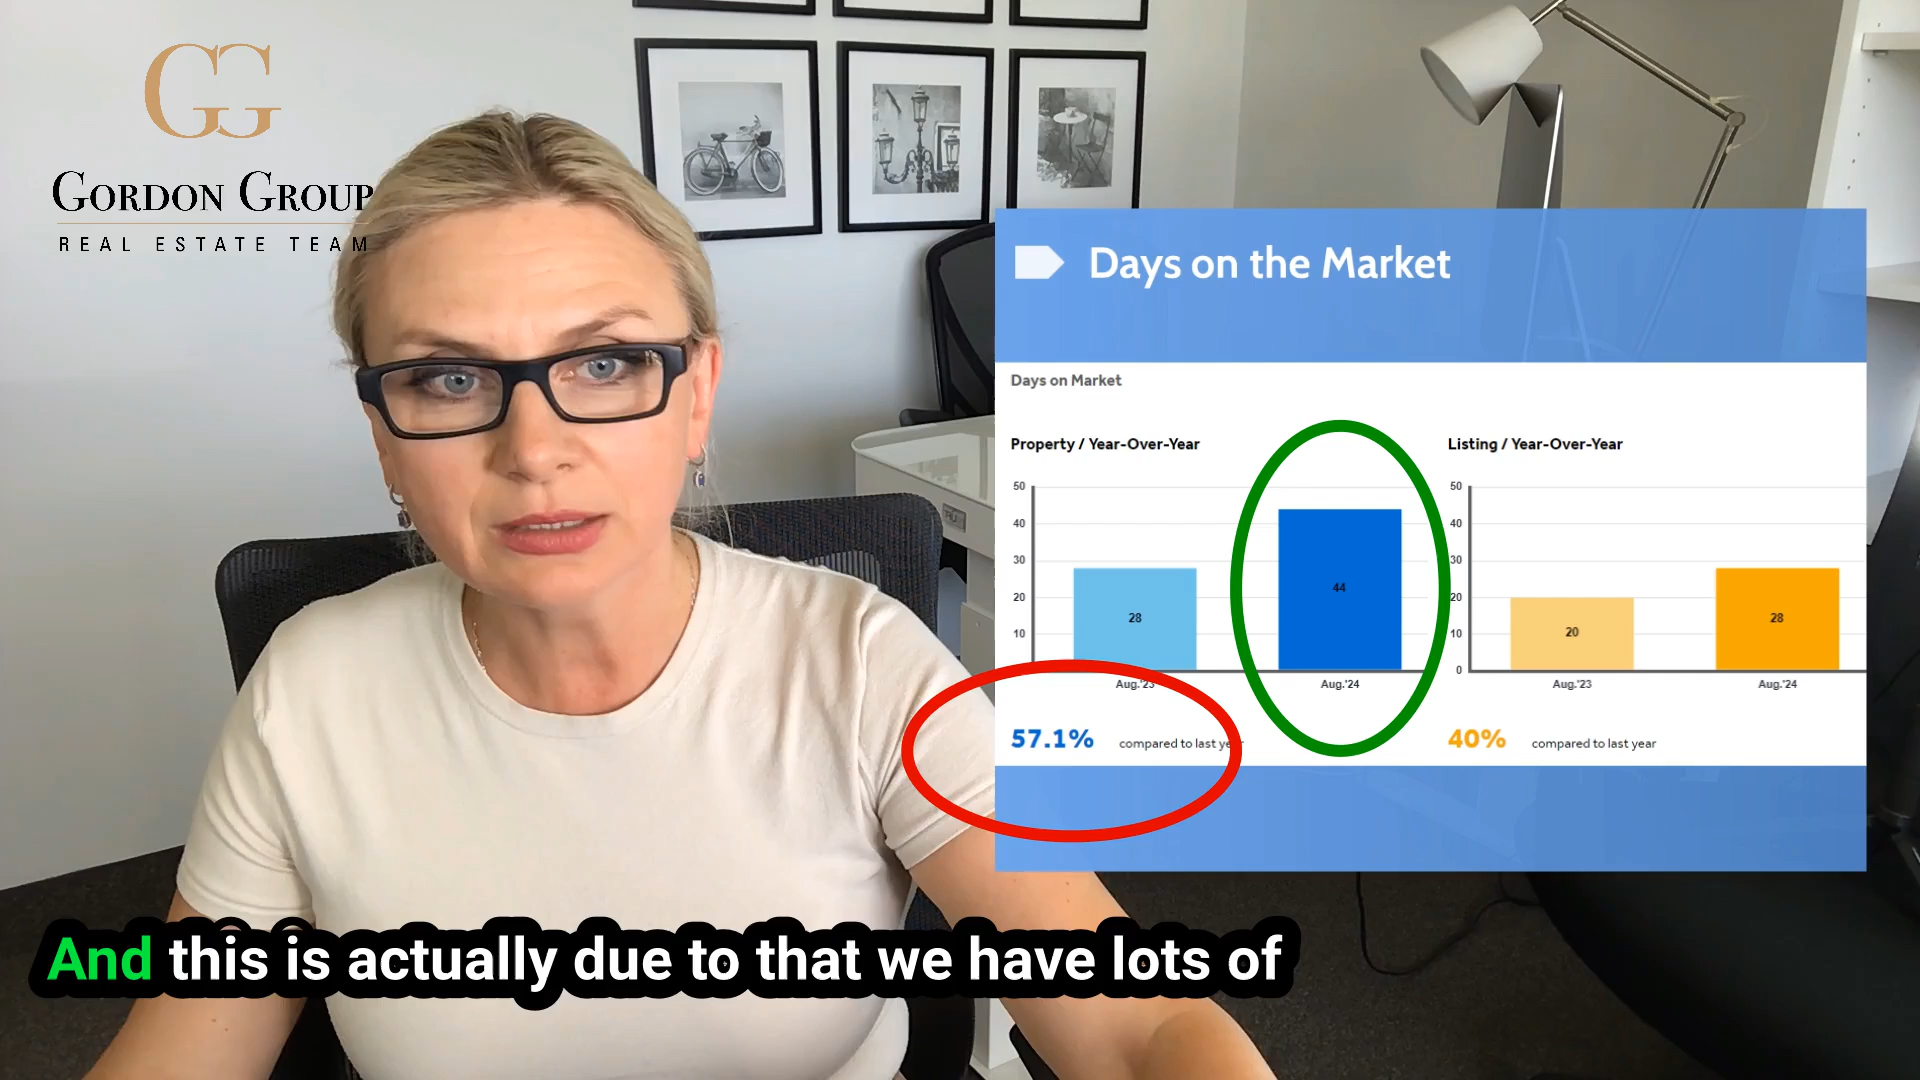 GG
GORDON GROUP
REAL ESTATE TEAM
Days on the Market
Days on Market
Property / Year-Over-Year
50
40
30
20
10
28
44
Aug.'23
Aug.'24
57.1% compared to last year
Listing / Year-Over-Year
50
40
30
20
10
0
20
28
Aug.'23
Aug.'24
40% compared to last year
And this is actually due to that we have lots of